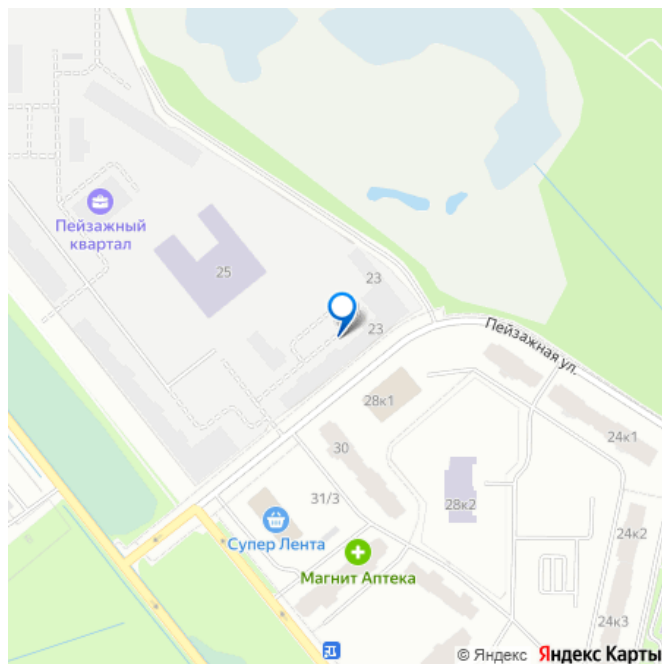 Пейзажный
квартал
25
23
23
Пейзажная ул.
28к1
24к1
30
28к2
31/3
24к2
Супер Лента
Магнит Аптека
24к3
© Яндекс Яндекс Карты